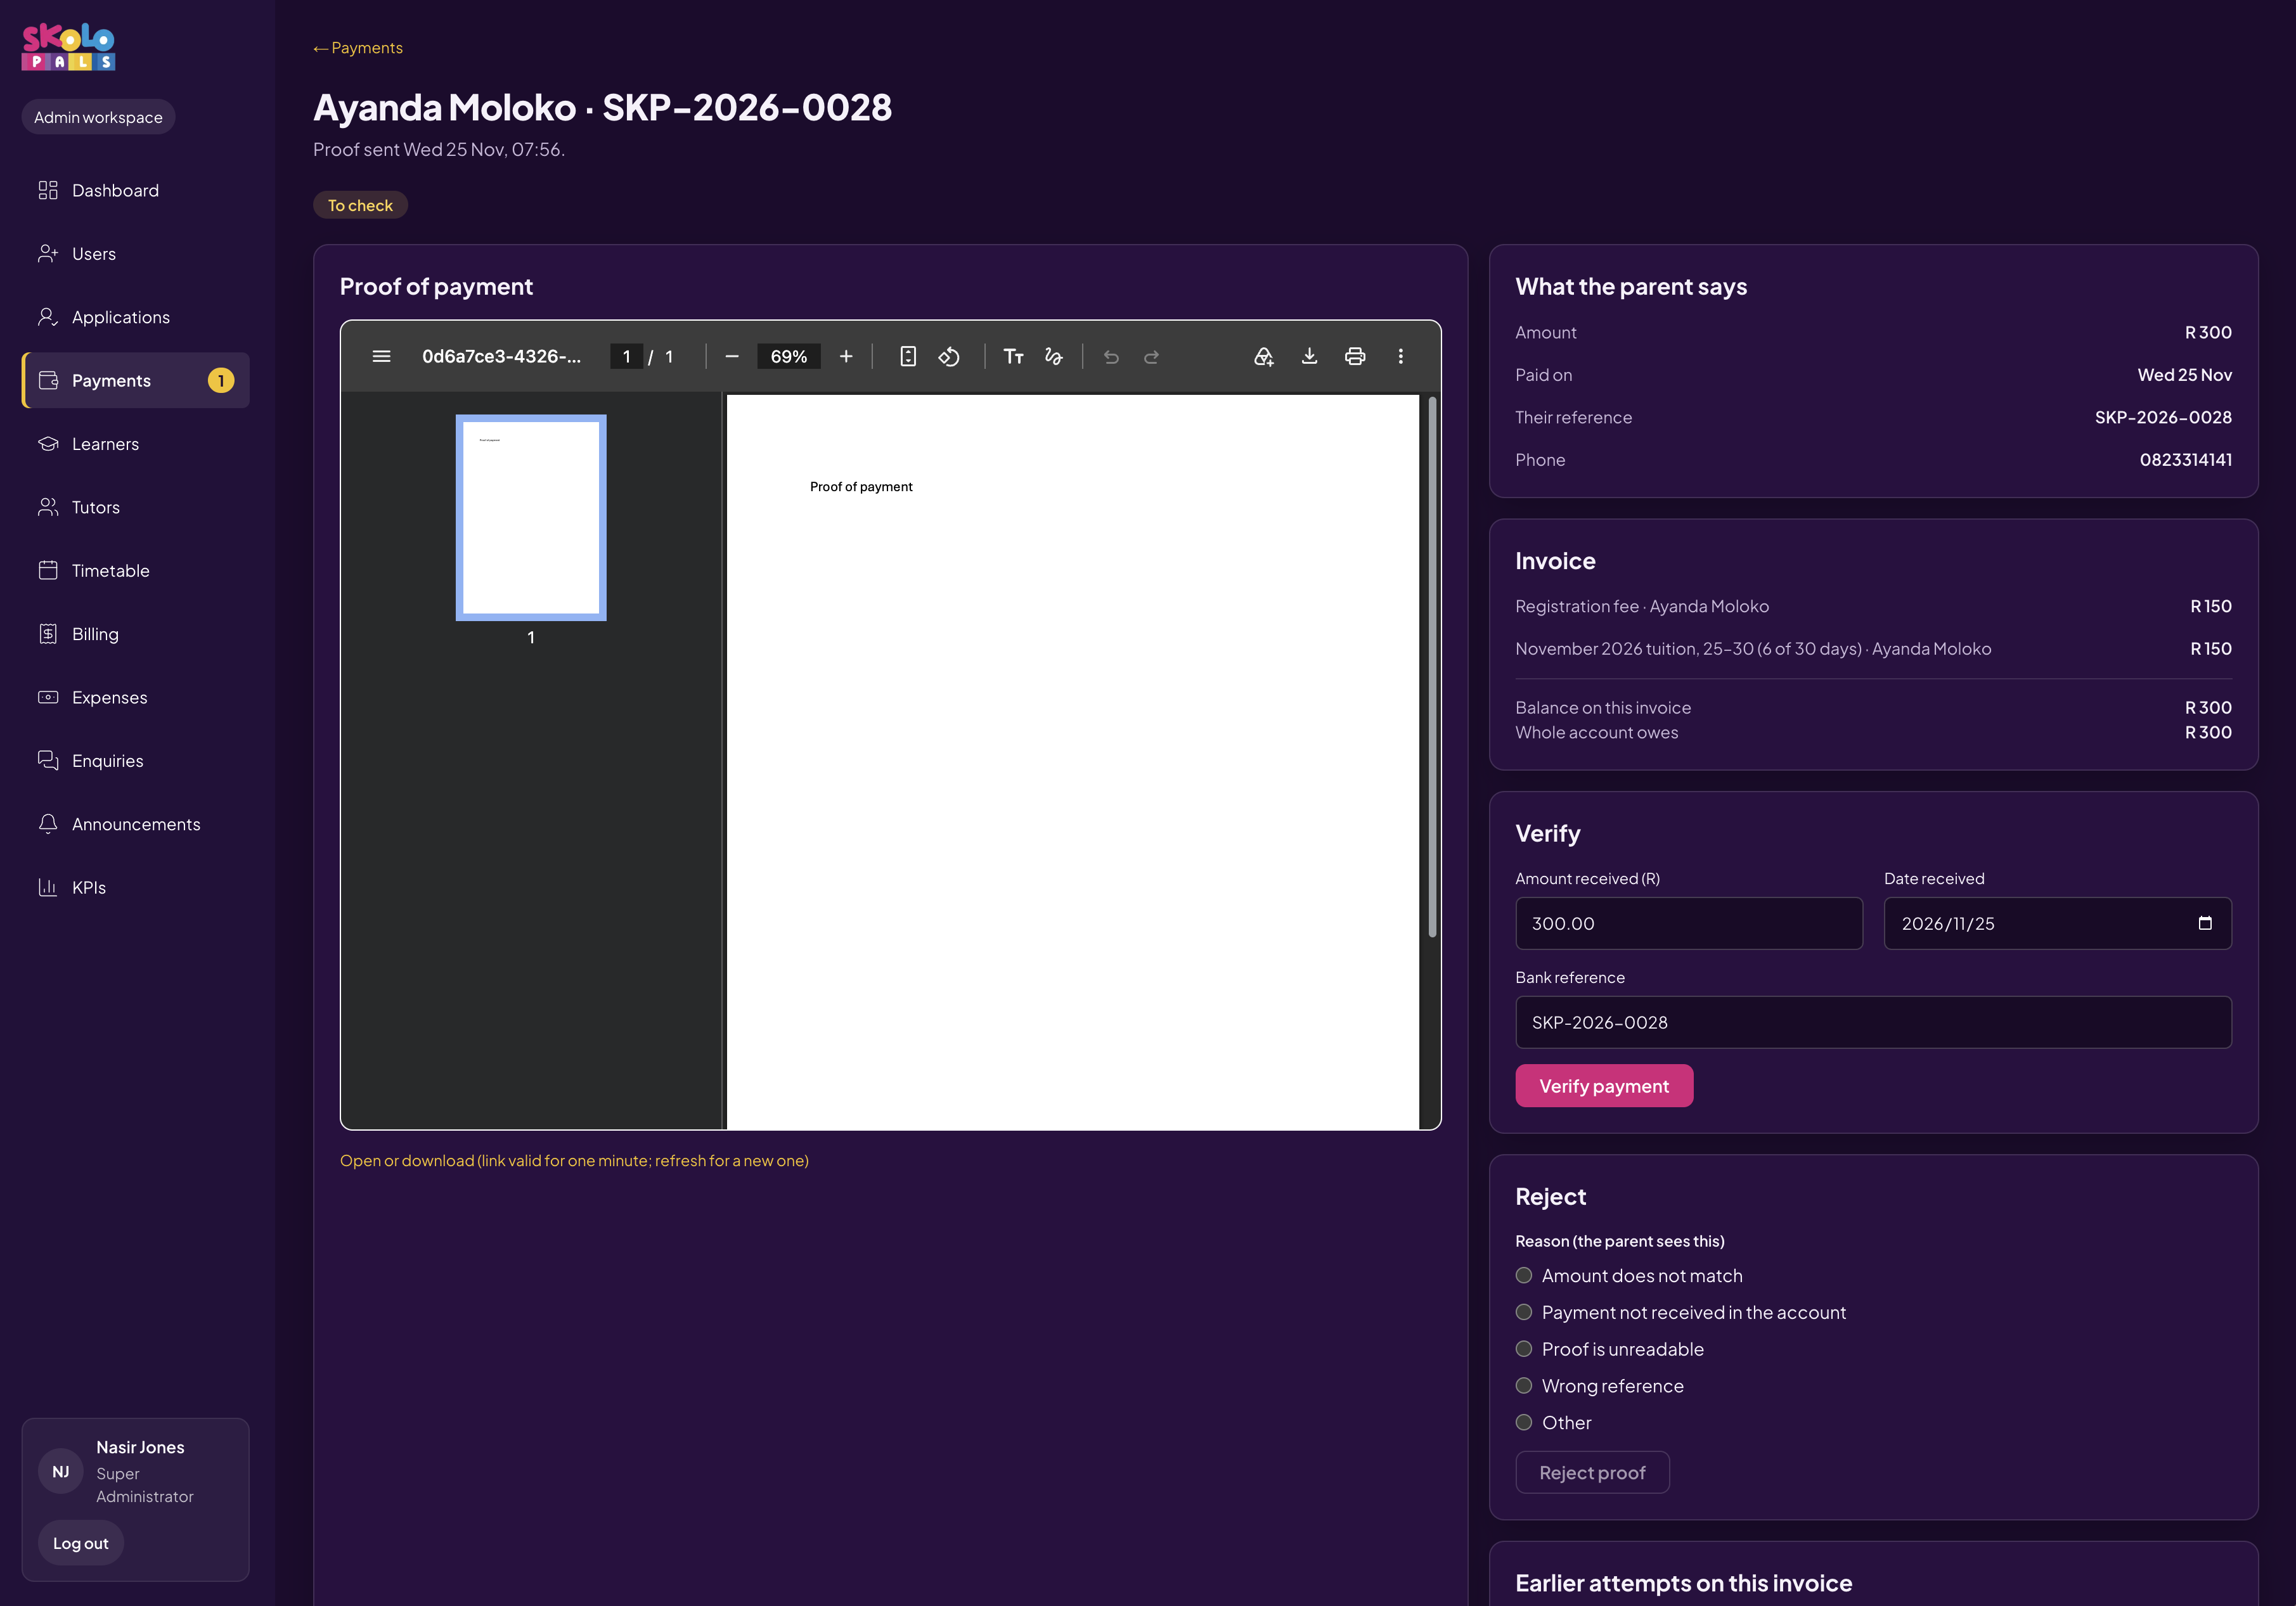 SKOLO
PALS
Admin workspace
Dashboard
Users
Applications
Payments 1
Learners
Tutors
Timetable
Billing
Expenses
Enquiries
Announcements
KPIs
NJ
Nasir Jones
Super
Administrator
Log out
← Payments
Ayanda Moloko · SKP-2026-0028
Proof sent Wed 25 Nov, 07:56.
To check
Proof of payment
0d6a7ce3-4326-... 1 / 1 − 69% +
Proof of payment
1
Proof of payment
Open or download (link valid for one minute; refresh for a new one)
What the parent says
Amount R 300
Paid on Wed 25 Nov
Their reference SKP-2026-0028
Phone 0823314141
Invoice
Registration fee · Ayanda Moloko R 150
November 2026 tuition, 25–30 (6 of 30 days) · Ayanda Moloko R 150
Balance on this invoice R 300
Whole account owes R 300
Verify
Amount received (R) Date received
300.00 2026/11/25
Bank reference
SKP-2026-0028
Verify payment
Reject
Reason (the parent sees this)
Amount does not match
Payment not received in the account
Proof is unreadable
Wrong reference
Other
Reject proof
Earlier attempts on this invoice